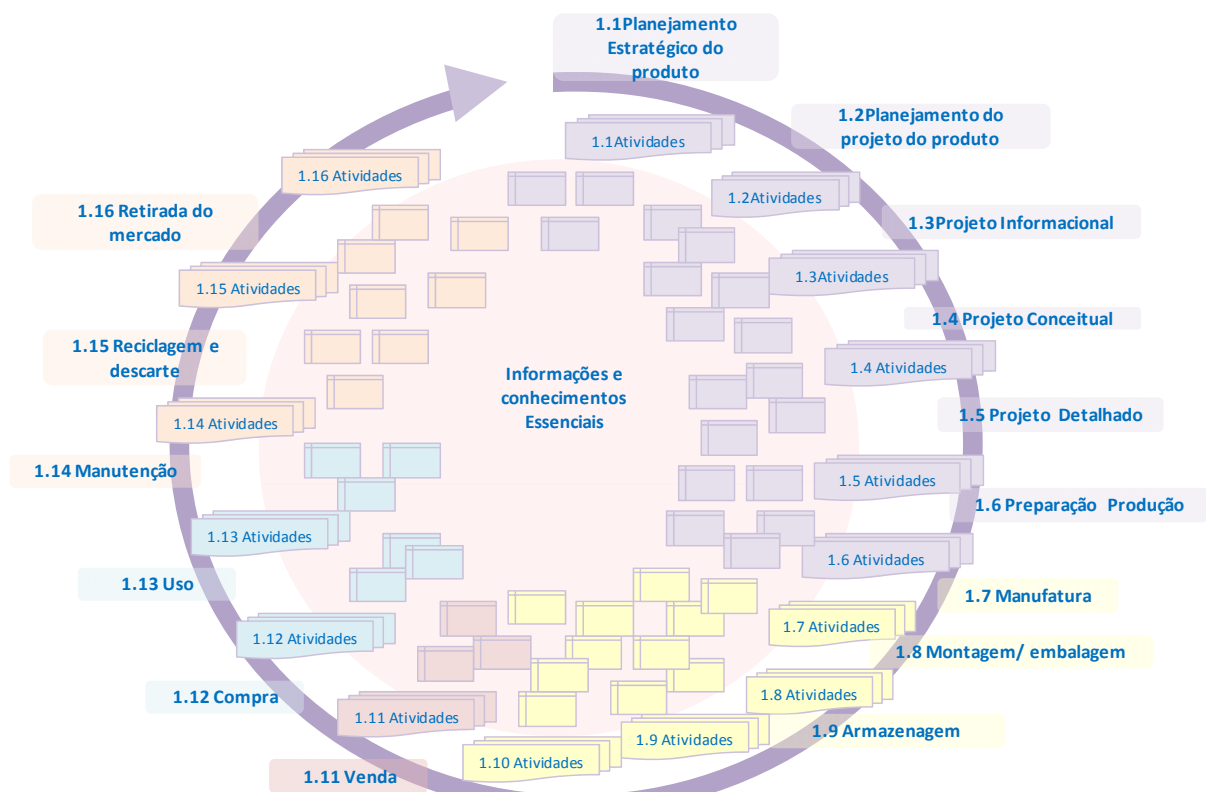 1.1Planejamento
Estratégico do
produto
1.2Planejamento do
projeto do produto
1.3Projeto Informacional
1.4 Projeto Conceitual
1.5 Projeto Detalhado
1.6 Preparação Produção
1.7 Manufatura
1.8 Montagem/ embalagem
1.9 Armazenagem
1.11 Venda
1.12 Compra
1.13 Uso
1.14 Manutenção
1.15 Reciclagem e
descarte
1.16 Retirada do
mercado
1.1Atividades
1.2Atividades
1.3Atividades
1.4 Atividades
1.5 Atividades
1.6 Atividades
1.7 Atividades
1.8 Atividades
1.9 Atividades
1.10 Atividades
1.11 Atividades
1.12 Atividades
1.13 Atividades
1.14 Atividades
1.15 Atividades
1.16 Atividades
Informações e
conhecimentos
Essenciais